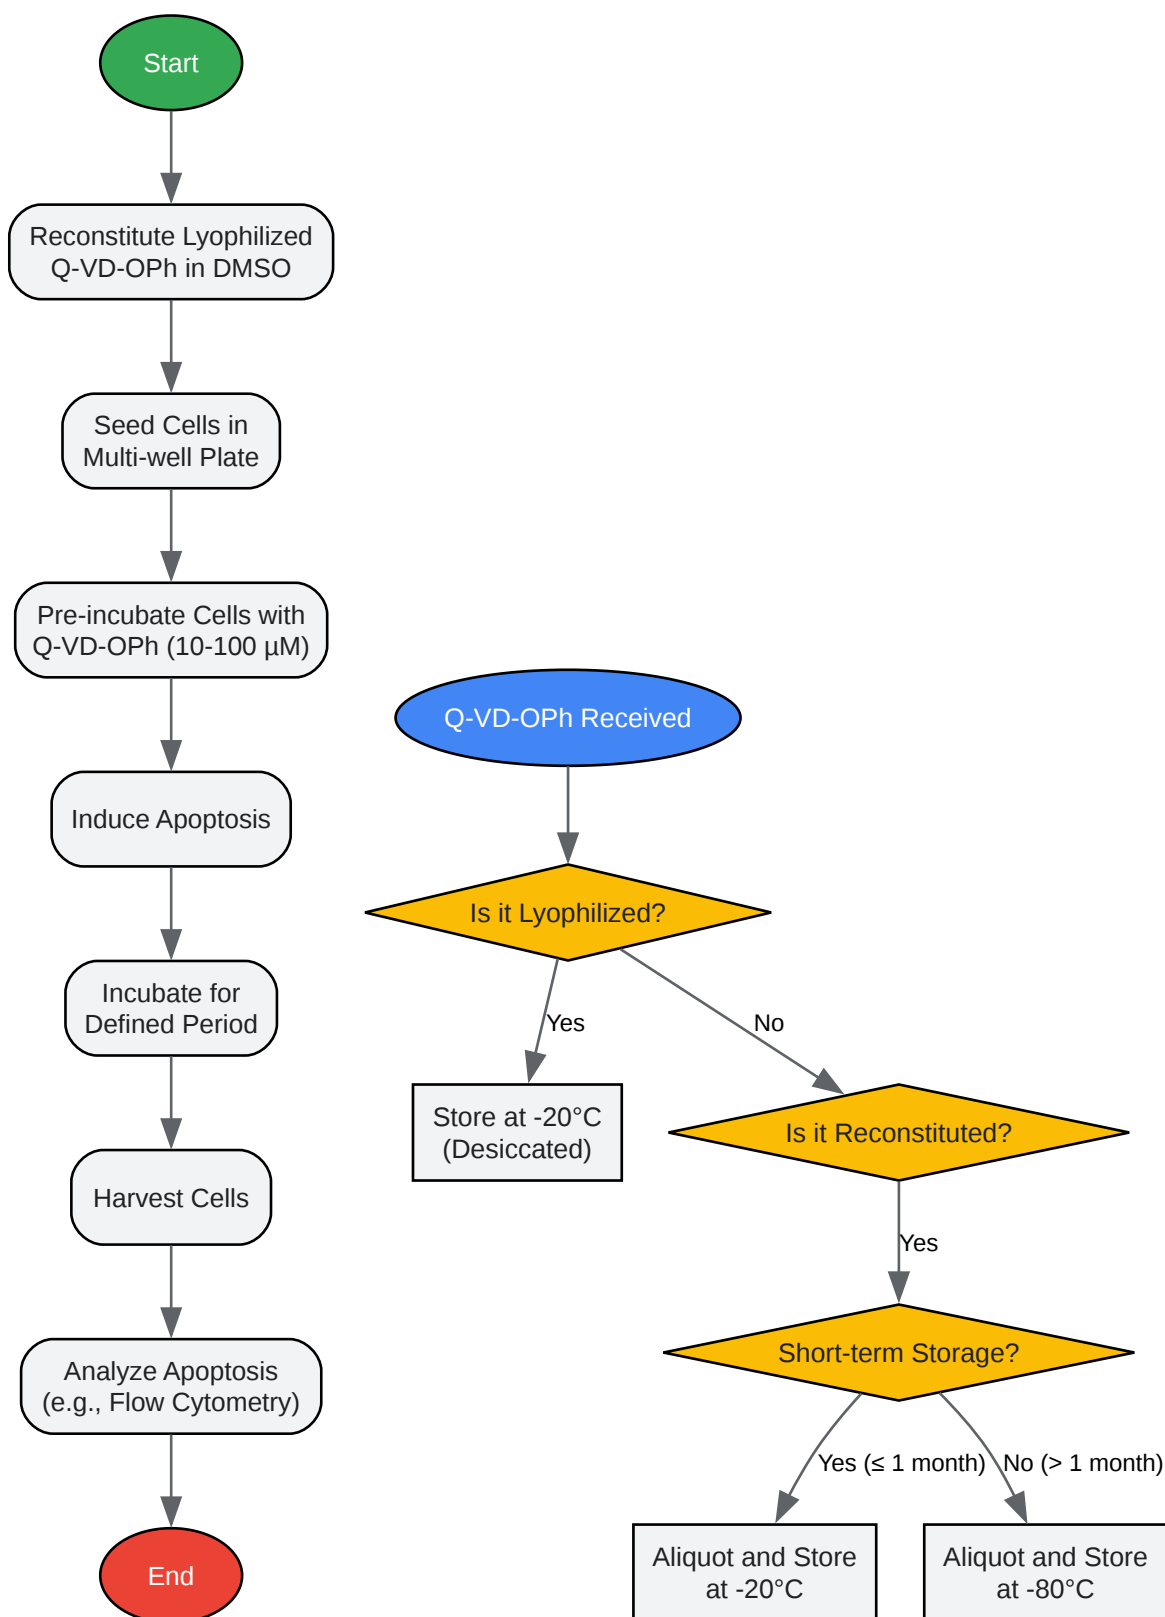 Start
Reconstitute Lyophilized
Q-VD-OPh in DMSO
Seed Cells in
Multi-well Plate
Pre-incubate Cells with
Q-VD-OPh (10-100 µM)
Induce Apoptosis
Incubate for
Defined Period
Harvest Cells
Analyze Apoptosis
(e.g., Flow Cytometry)
End
Q-VD-OPh Received
Is it Lyophilized?
Yes
No
Store at -20°C
(Desiccated)
Is it Reconstituted?
Yes
Short-term Storage?
Yes (≤ 1 month)
No (> 1 month)
Aliquot and Store
at -20°C
Aliquot and Store
at -80°C